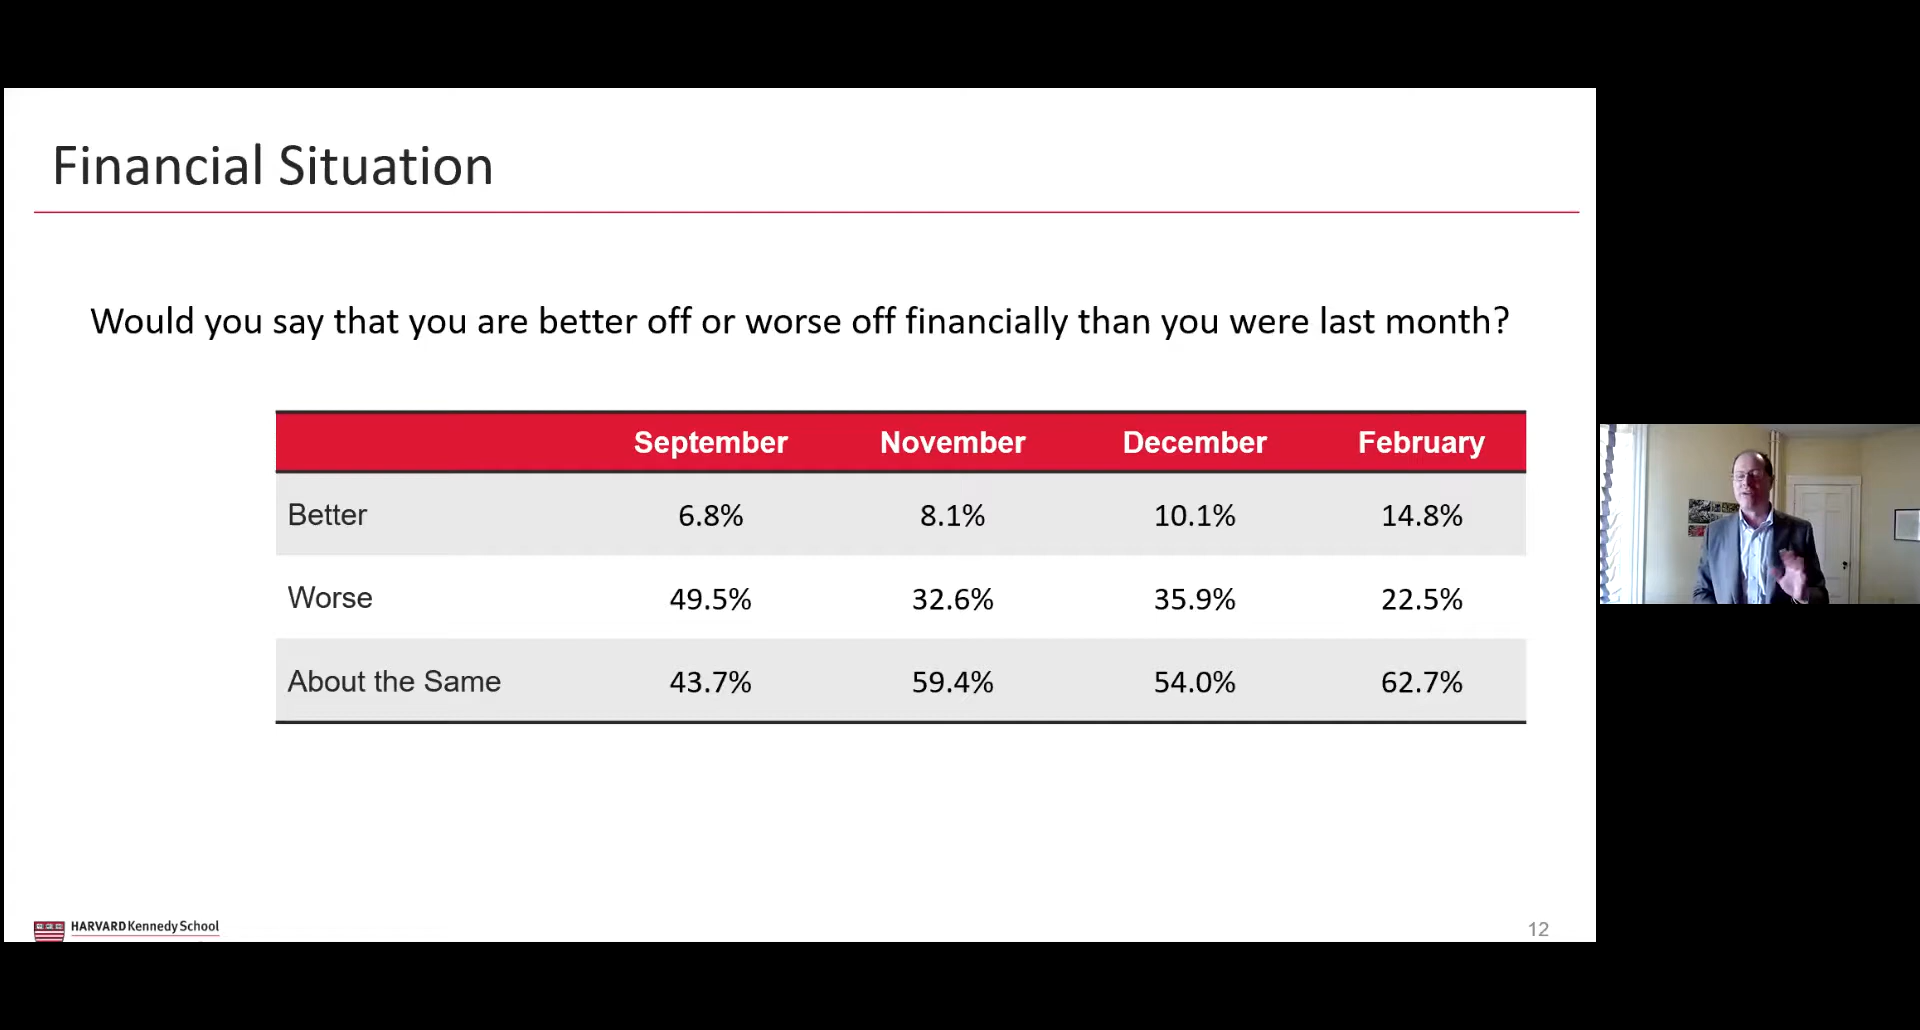 Financial Situation
Would you say that you are better off or worse off financially than you were last month?
September November December February
Better 6.8% 8.1% 10.1% 14.8%
Worse 49.5% 32.6% 35.9% 22.5%
About the Same 43.7% 59.4% 54.0% 62.7%
HARVARD Kennedy School
12